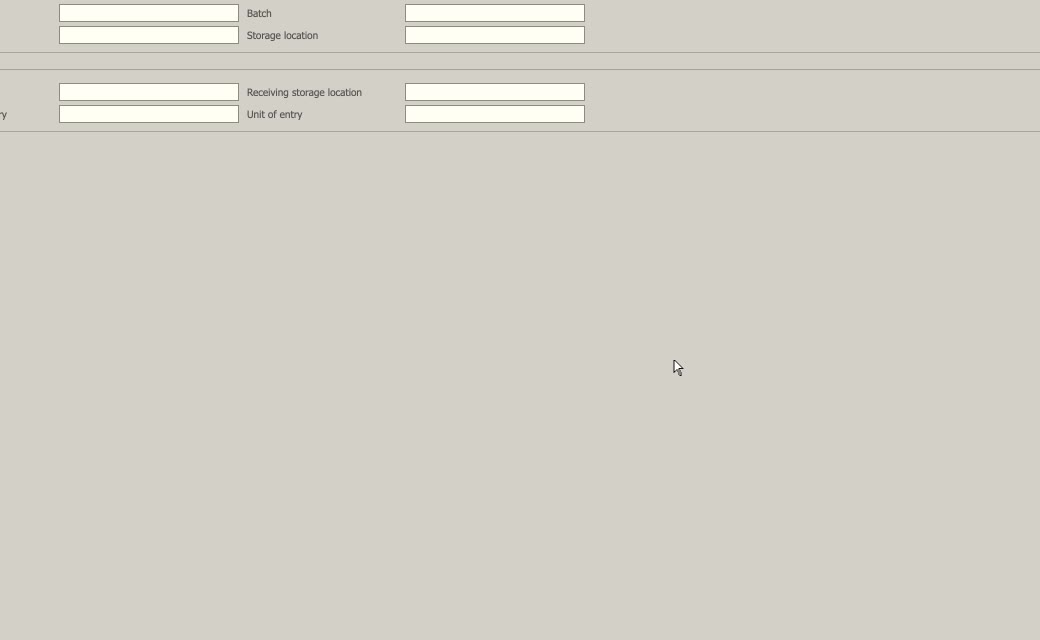 Batch
Storage location
Receiving storage location
ry Unit of entry